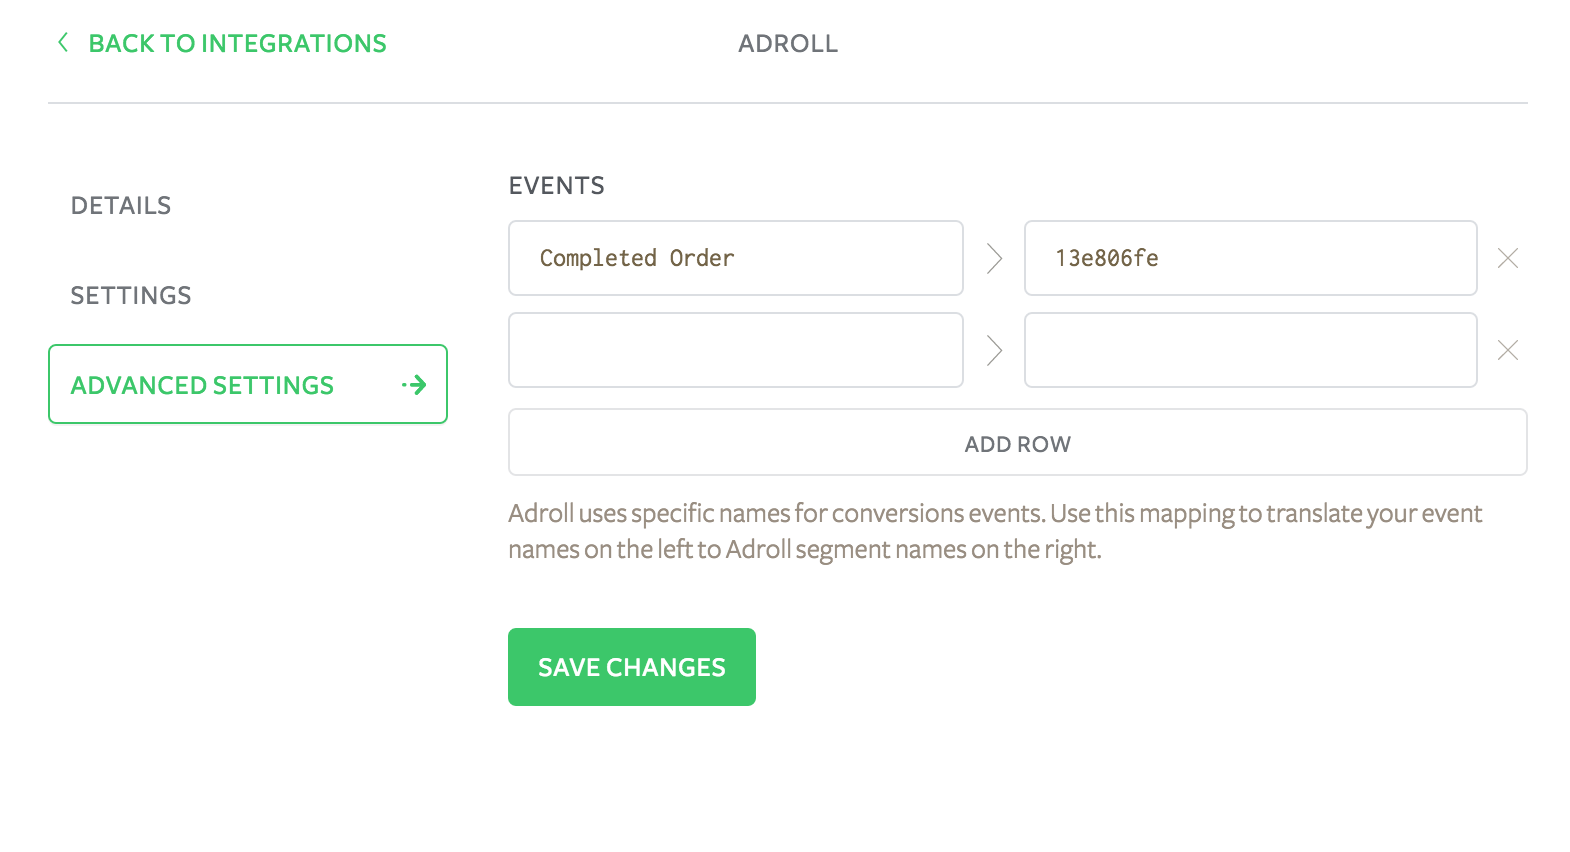 BACK TO INTEGRATIONS
ADROLL
DETAILS
SETTINGS
ADVANCED SETTINGS
EVENTS
Completed Order
13e806fe
ADD ROW
Adroll uses specific names for conversions events. Use this mapping to translate your event
names on the left to Adroll segment names on the right.
SAVE CHANGES